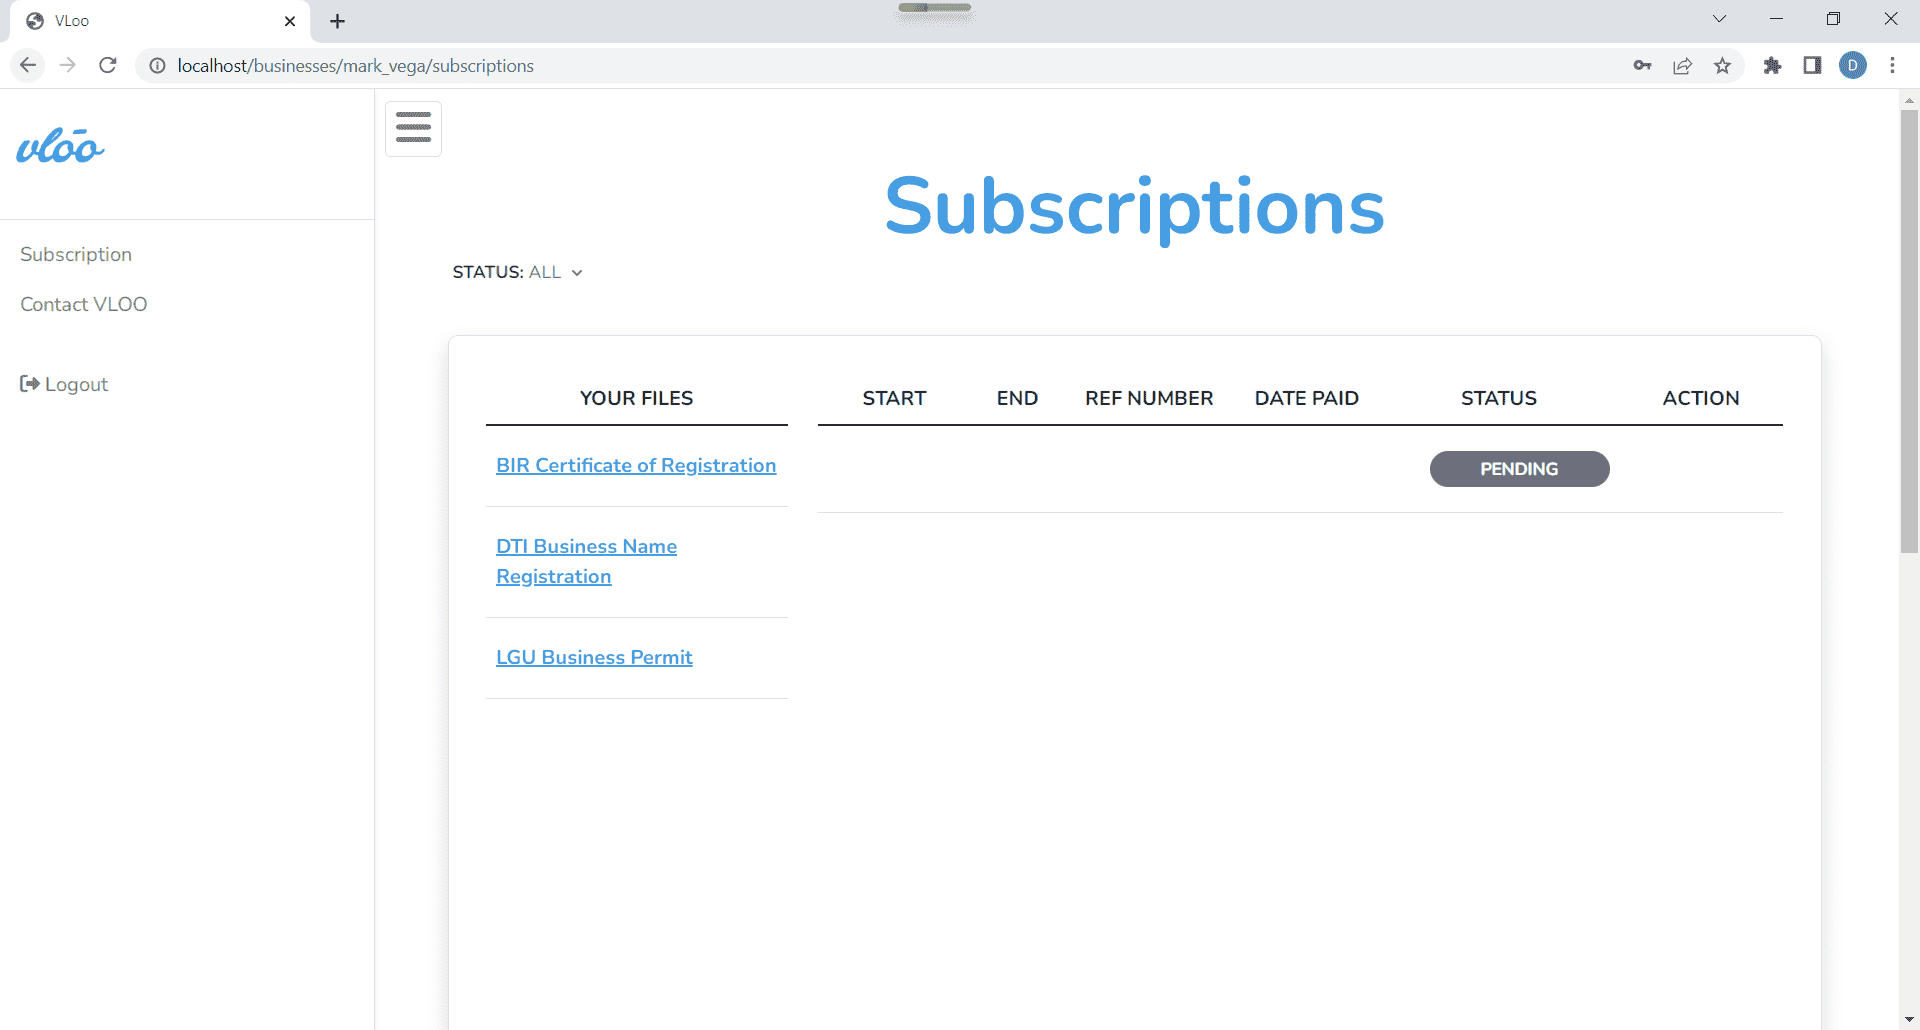 VLoo
localhost/businesses/mark_vega/subscriptions
D
vlōo
Subscription
Contact VLOO
Logout
Subscriptions
STATUS: ALL
YOUR FILES
START END REF NUMBER DATE PAID STATUS ACTION
BIR Certificate of Registration
PENDING
DTI Business Name
Registration
LGU Business Permit